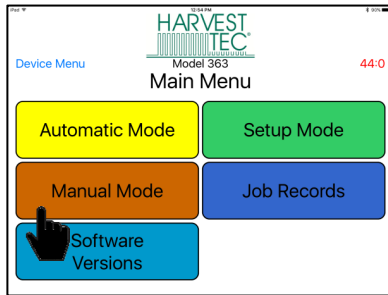 iPad 12:54 PM 90%
HARVEST
TEC
Device Menu Model 363 44:0
Main Menu
Automatic Mode Setup Mode
Manual Mode Job Records
Software
Versions